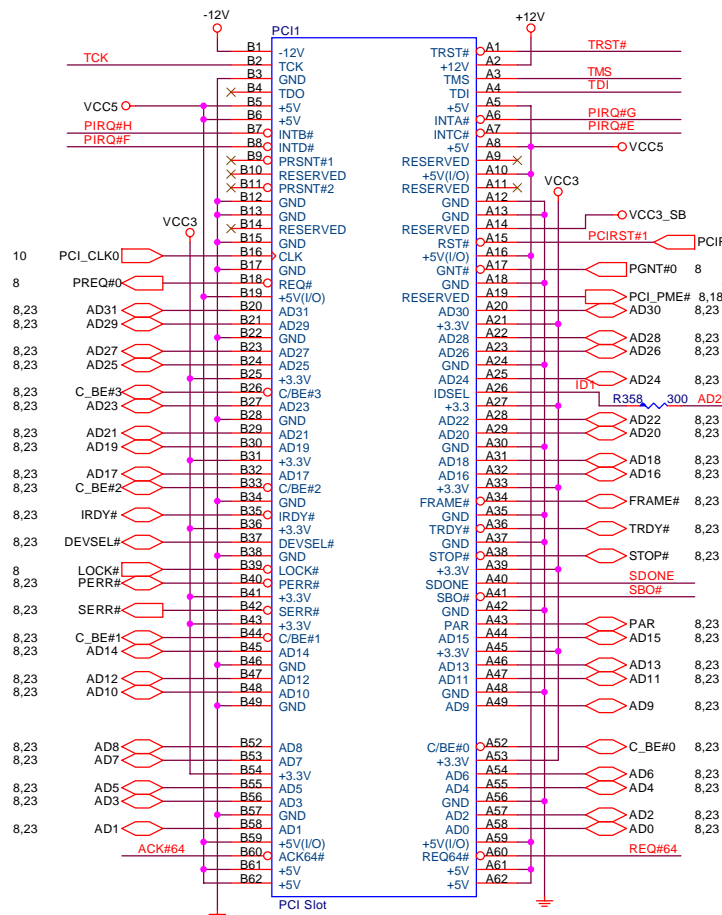 -12V +12V
PCI1
B1 -12V TRST# A1 TRST#
TCK B2 TCK +12V A2
B3 GND TMS A3 TMS
B4 TDO TDI A4 TDI
VCC5 B5 +5V +5V A5
B6 +5V INTA# A6 PIRQ#G
PIRQ#H B7 INTB# INTC# A7 PIRQ#E
PIRQ#F B8 INTD# +5V A8 VCC5
B9 PRSNT#1 RESERVED A9
B10 RESERVED +5V(I/O) A10
B11 PRSNT#2 RESERVED A11 VCC3
B12 GND GND A12
B13 GND GND A13
VCC3 B14 RESERVED RESERVED A14 VCC3_SB
B15 GND RST# A15 PCIRST#1 PCIF
10 PCI_CLK0 B16 CLK +5V(I/O) A16
B17 GND GNT# A17 PGNT#0 8
8 PREQ#0 B18 REQ# GND A18
B19 +5V(I/O) RESERVED A19 PCI_PME# 8,18
8,23 AD31 B20 AD31 AD30 A20 AD30 8,23
8,23 AD29 B21 AD29 +3.3V A21
B22 GND AD28 A22 AD28 8,23
8,23 AD27 B23 AD27 AD26 A23 AD26 8,23
8,23 AD25 B24 AD25 GND A24
B25 +3.3V AD24 A25 AD24 8,23
8,23 C_BE#3 B26 C/BE#3 IDSEL A26 ID1
8,23 AD23 B27 AD23 +3.3 A27 R358 300 AD2
B28 GND AD22 A28 AD22 8,23
8,23 AD21 B29 AD21 AD20 A29 AD20 8,23
8,23 AD19 B30 AD19 GND A30
B31 +3.3V AD18 A31 AD18 8,23
8,23 AD17 B32 AD17 AD16 A32 AD16 8,23
8,23 C_BE#2 B33 C/BE#2 +3.3V A33
B34 GND FRAME# A34 FRAME# 8,23
8,23 IRDY# B35 IRDY# GND A35
B36 +3.3V TRDY# A36 TRDY# 8,23
8,23 DEVSEL# B37 DEVSEL# GND A37
B38 GND STOP# A38 STOP# 8,23
8 LOCK# B39 LOCK# +3.3V A39
8,23 PERR# B40 PERR# SDONE A40 SDONE
B41 +3.3V SBO# A41 SBO#
8,23 SERR# B42 SERR# GND A42
B43 +3.3V PAR A43 PAR 8,23
8,23 C_BE#1 B44 C/BE#1 AD15 A44 AD15 8,23
8,23 AD14 B45 AD14 +3.3V A45
B46 GND AD13 A46 AD13 8,23
8,23 AD12 B47 AD12 AD11 A47 AD11 8,23
8,23 AD10 B48 AD10 GND A48
B49 GND AD9 A49 AD9 8,23
8,23 AD8 B52 AD8 C/BE#0 A52 C_BE#0 8,23
8,23 AD7 B53 AD7 +3.3V A53
B54 +3.3V AD6 A54 AD6 8,23
8,23 AD5 B55 AD5 AD4 A55 AD4 8,23
8,23 AD3 B56 AD3 GND A56
B57 GND AD2 A57 AD2 8,23
8,23 AD1 B58 AD1 AD0 A58 AD0 8,23
B59 +5V(I/O) +5V(I/O) A59
ACK#64 B60 ACK64# REQ64# A60 REQ#64
B61 +5V +5V A61
B62 +5V +5V A62
PCI Slot